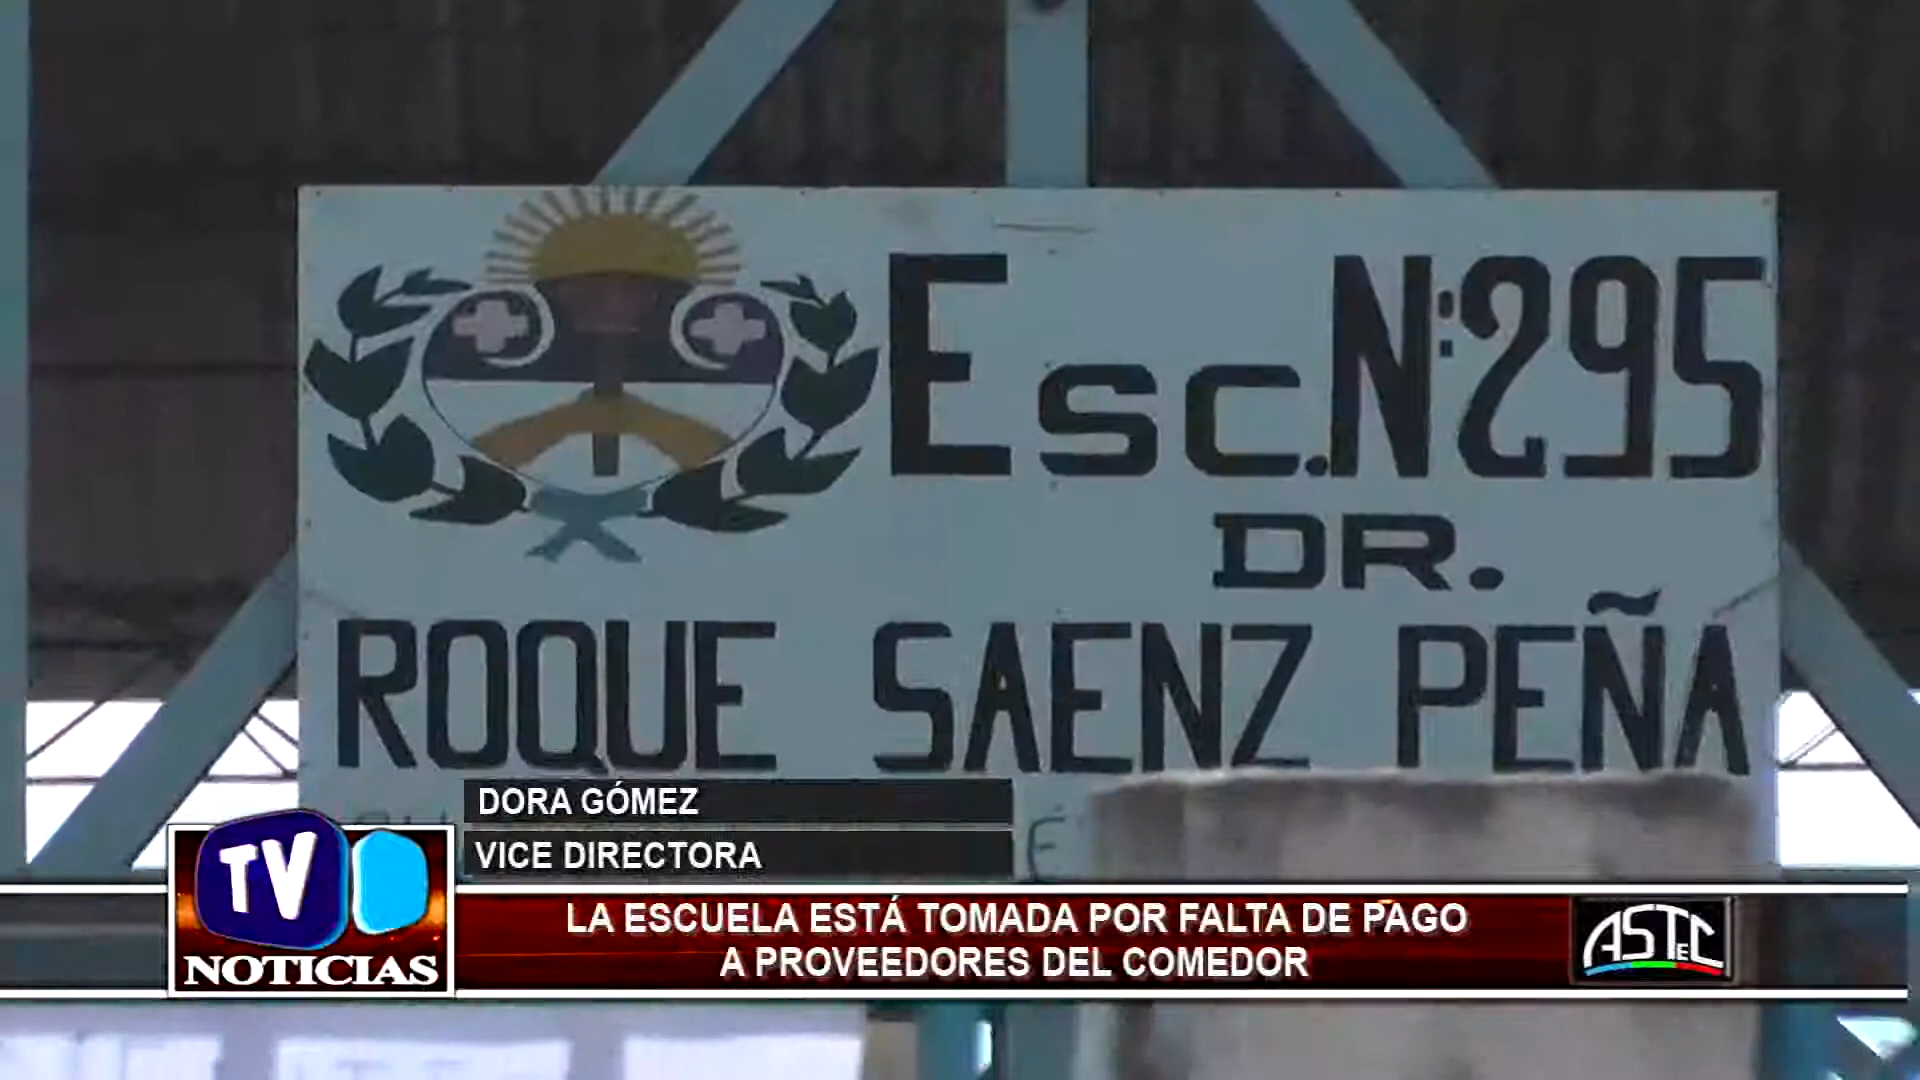 Esc. N:295
DR.
ROQUE SAENZ PEÑA
DORA GÓMEZ
VICE DIRECTORA
TV
NOTICIAS
LA ESCUELA ESTÁ TOMADA POR FALTA DE PAGO
A PROVEEDORES DEL COMEDOR
ASTEC